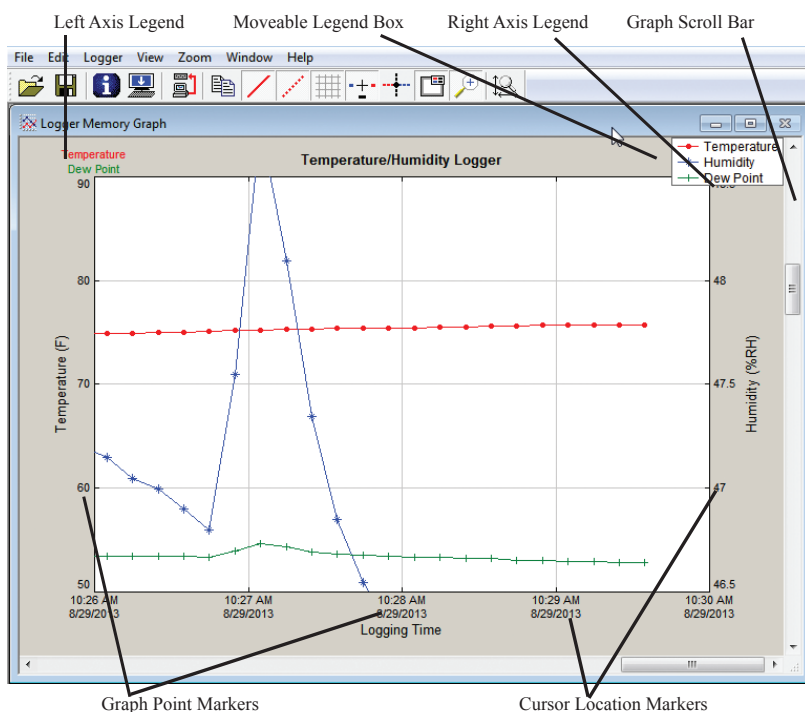 Left Axis Legend Moveable Legend Box Right Axis Legend Graph Scroll Bar
File Edit Logger View Zoom Window Help
Logger Memory Graph
Temperature
Dew Point
Temperature/Humidity Logger
Temperature
Humidity
Dew Point
90
80 48
Temperature (F)
Humidity (%RH)
70 47.5
60 47
50 46.5
10:26 AM 10:27 AM 10:28 AM 10:29 AM 10:30 AM
8/29/2013 8/29/2013 8/29/2013 8/29/2013 8/29/2013
Logging Time
Graph Point Markers Cursor Location Markers